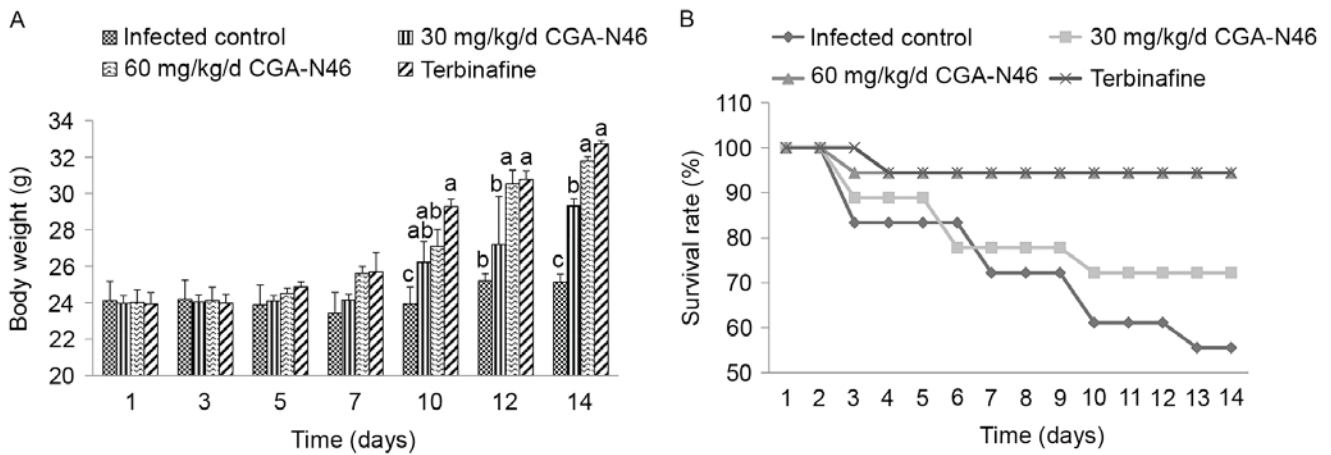 A
Infected control
30 mg/kg/d CGA-N46
60 mg/kg/d CGA-N46
Terbinafine
Body weight (g)
34
32
30
28
26
24
22
20
c
ab
ab
a
b
b
a
a
c
b
a
a
1 3 5 7 10 12 14
Time (days)
B
Infected control
30 mg/kg/d CGA-N46
60 mg/kg/d CGA-N46
Terbinafine
Survival rate (%)
110
100
90
80
70
60
50
1 2 3 4 5 6 7 8 9 10 11 12 13 14
Time (days)